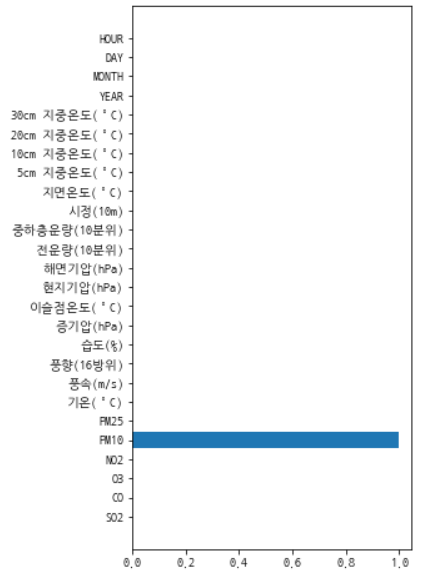 HOUR
DAY
MONTH
YEAR
30cm 지중온도(°C)
20cm 지중온도(°C)
10cm 지중온도(°C)
5cm 지중온도(°C)
지면온도(°C)
시정(10m)
중하층운량(10분위)
전운량(10분위)
해면기압(hPa)
현지기압(hPa)
이슬점온도(°C)
증기압(hPa)
습도(%)
풍향(16방위)
풍속(m/s)
기온(°C)
PM25
PM10
NO2
O3
CO
SO2
0.0 0.2 0.4 0.6 0.8 1.0